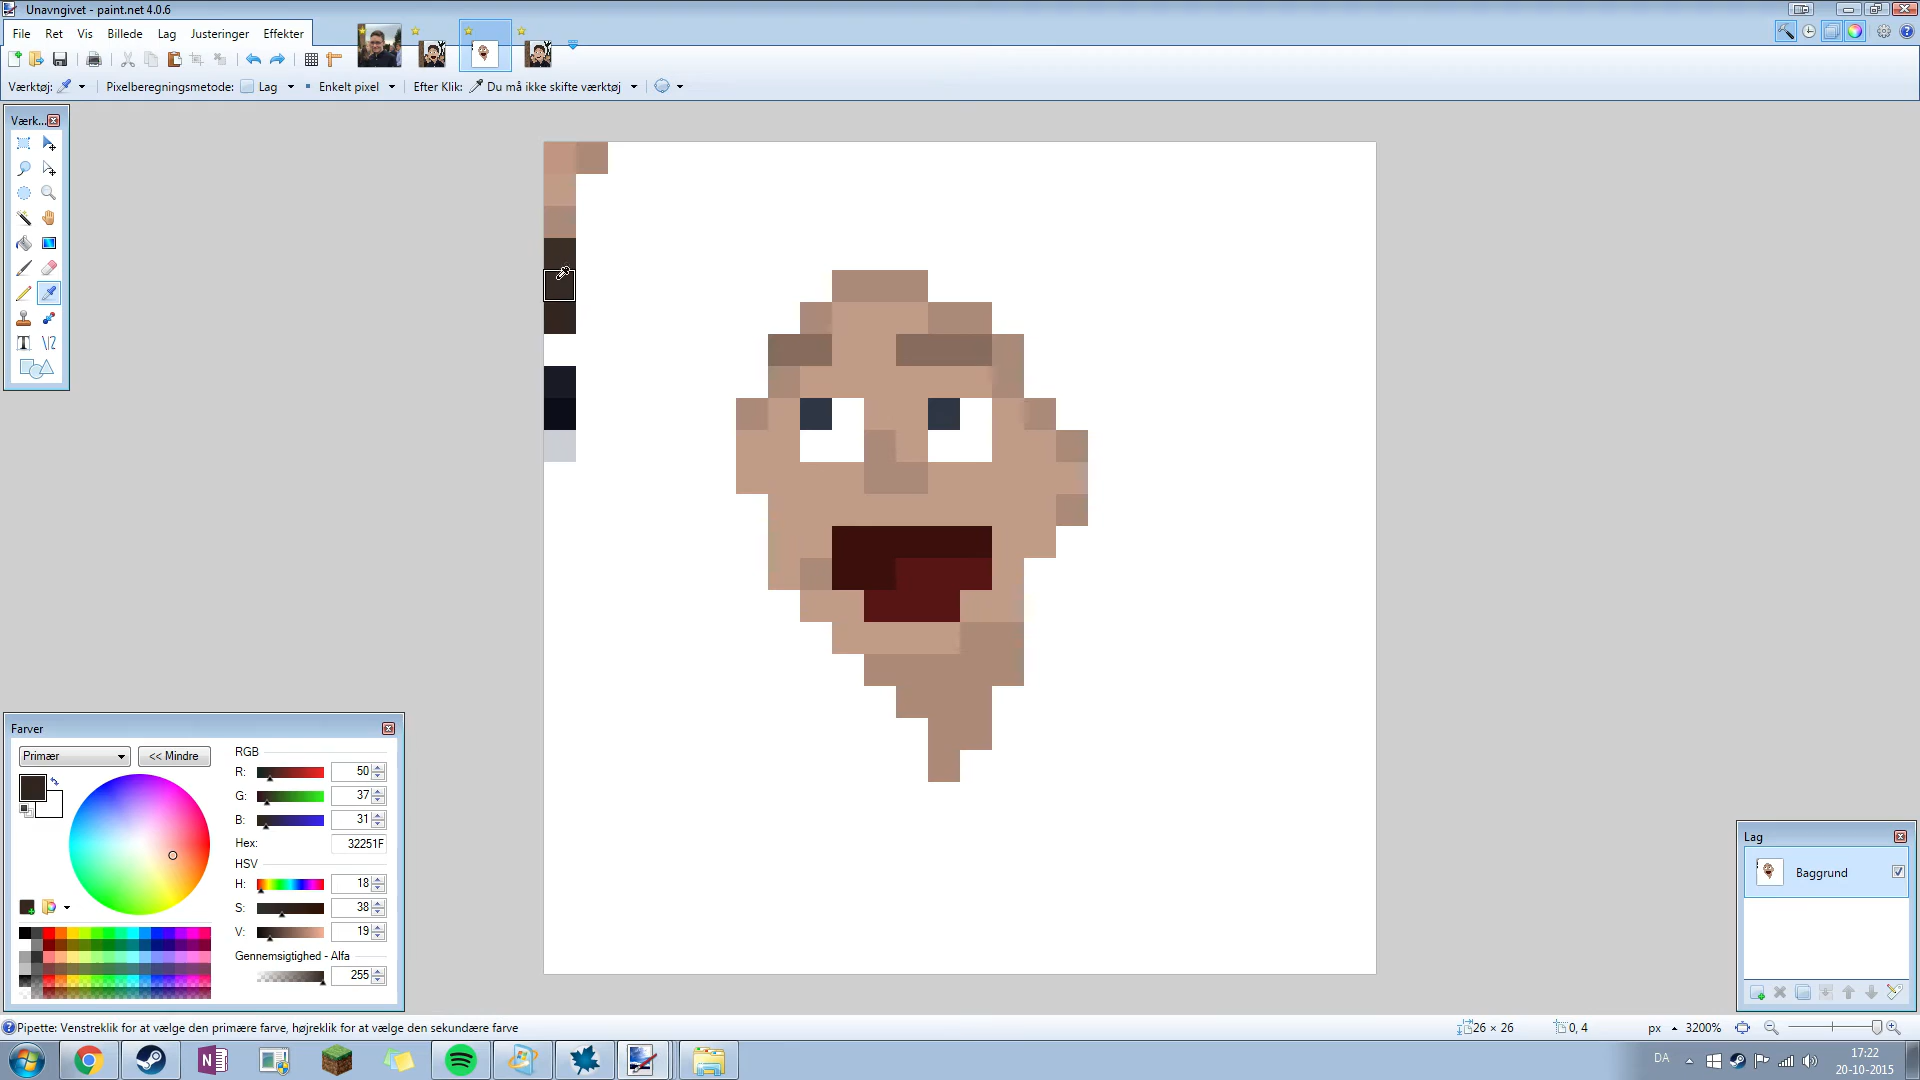 Unavngivet - paint.net 4.0.6
File Ret Vis Billede Lag Justeringer Effekter
Værktøj: Pixelberegningsmetode: Lag Enkelt pixel Efter Klik: Du må ikke skifte værktøj
Værk...
Farver
Primær << Mindre
RGB
R: 50
G: 37
B: 31
Hex: 32251F
HSV
H: 18
S: 38
V: 19
Gennemsigtighed - Alfa
255
Lag
Baggrund
Pipette: Venstreklik for at vælge den primære farve, højreklik for at vælge den sekundære farve
26 × 26 0, 4 px 3200%
DA 17:22
20-10-2015